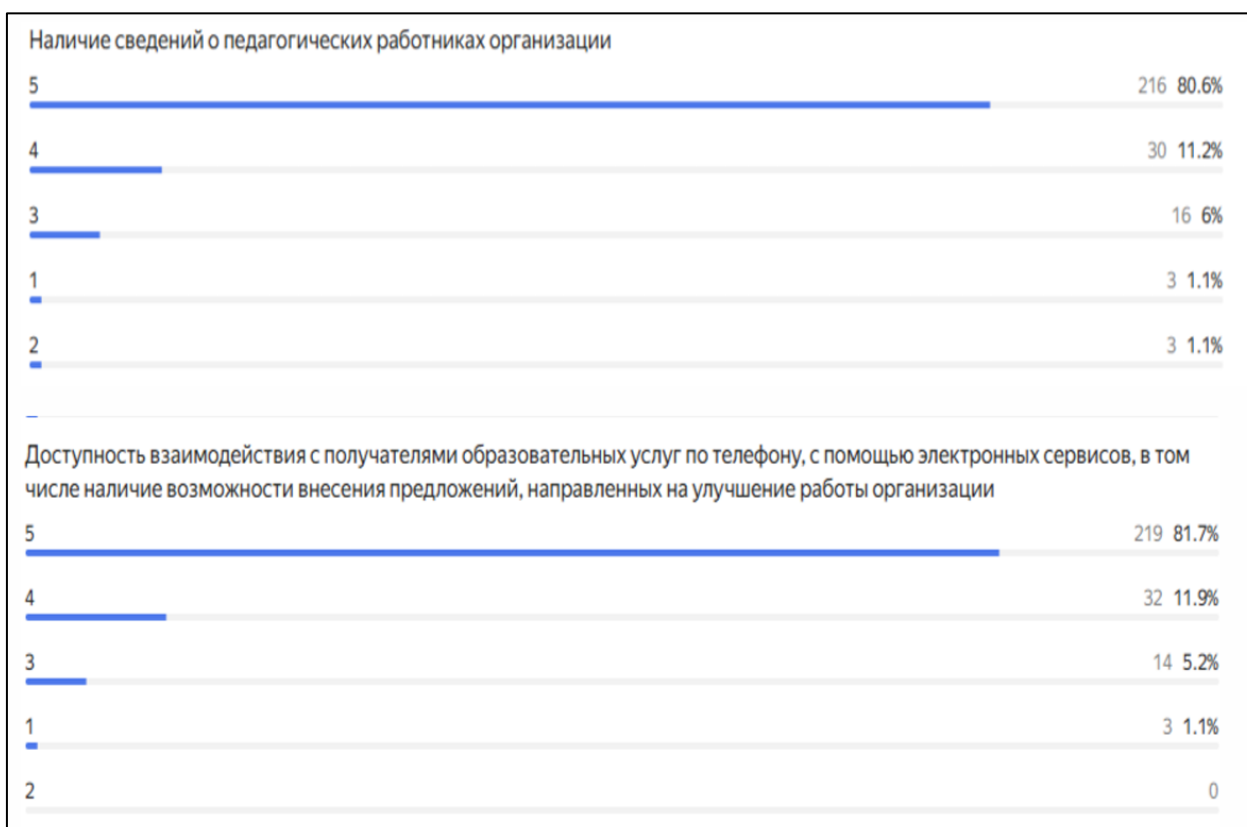 Наличие сведений о педагогических работниках организации
5 216 80.6%
4 30 11.2%
3 16 6%
1 3 1.1%
2 3 1.1%
Доступность взаимодействия с получателями образовательных услуг по телефону, с помощью электронных сервисов, в том
числе наличие возможности внесения предложений, направленных на улучшение работы организации
5 219 81.7%
4 32 11.9%
3 14 5.2%
1 3 1.1%
2 0